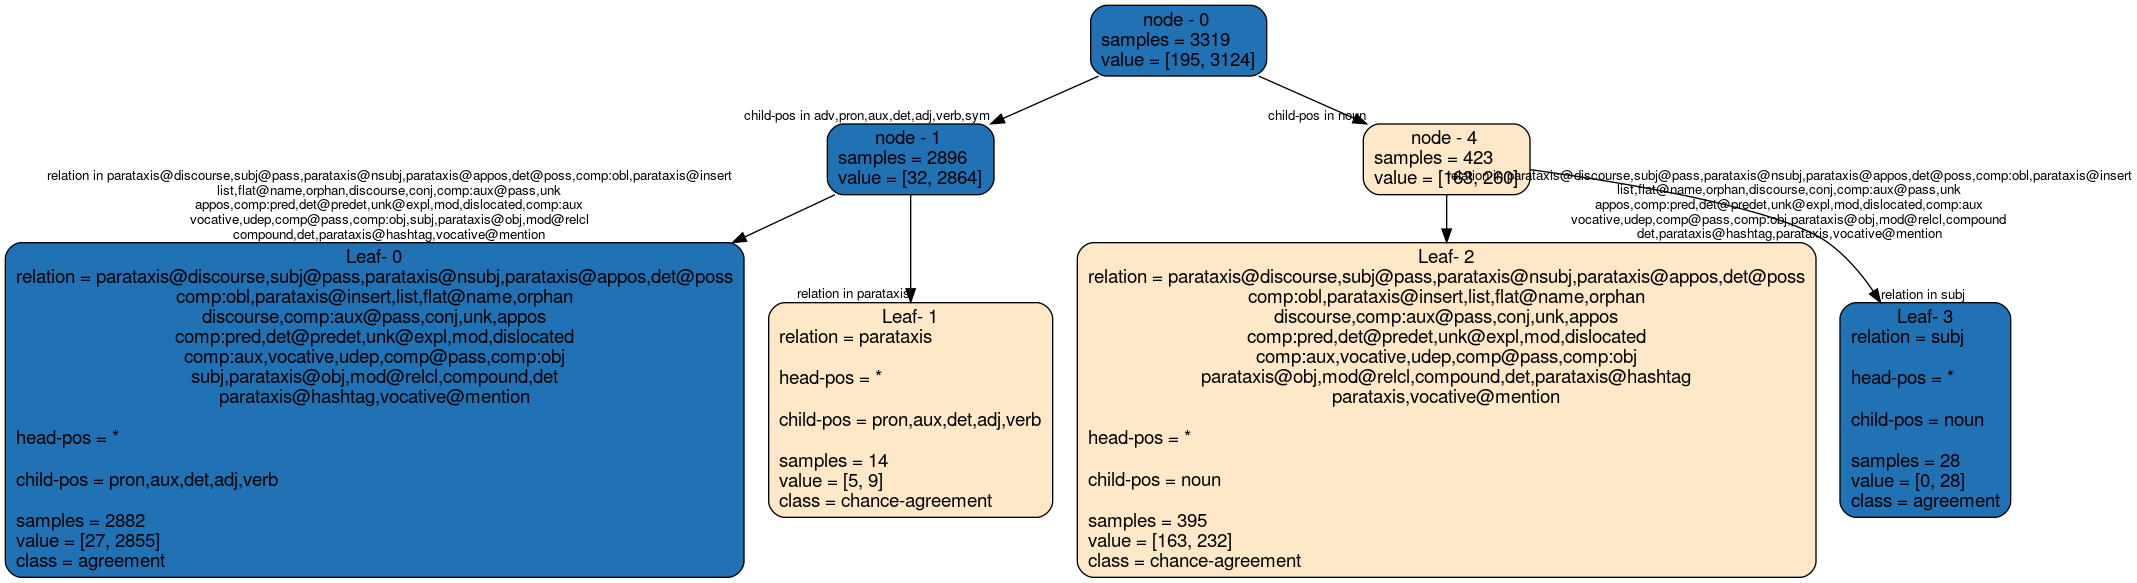 node - 0
samples = 3319
value = [195, 3124]
child-pos in adv,pron,aux,det,adj,verb,sym
child-pos in noun
node - 1
samples = 2896
value = [32, 2864]
node - 4
samples = 423
value = [163, 260]
relation in parataxis@discourse,subj@pass,parataxis@nsubj,parataxis@appos,det@poss,comp:obl,parataxis@insert
list,flat@name,orphan,discourse,conj,comp:aux@pass,unk
appos,comp:pred,det@predet,unk@expl,mod,dislocated,comp:aux
vocative,udep,comp@pass,comp:obj,subj,parataxis@obj,mod@relcl
compound,det,parataxis@hashtag,vocative@mention
relation in parataxis
relation in parataxis@discourse,subj@pass,parataxis@nsubj,parataxis@appos,det@poss,comp:obl,parataxis@insert
list,flat@name,orphan,discourse,conj,comp:aux@pass,unk
appos,comp:pred,det@predet,unk@expl,mod,dislocated,comp:aux
vocative,udep,comp@pass,comp:obj,parataxis@obj,mod@relcl,compound
det,parataxis@hashtag,parataxis,vocative@mention
relation in subj
Leaf- 0
relation = parataxis@discourse,subj@pass,parataxis@nsubj,parataxis@appos,det@poss
comp:obl,parataxis@insert,list,flat@name,orphan
discourse,comp:aux@pass,conj,unk,appos
comp:pred,det@predet,unk@expl,mod,dislocated
comp:aux,vocative,udep,comp@pass,comp:obj
subj,parataxis@obj,mod@relcl,compound,det
parataxis@hashtag,vocative@mention
head-pos = *
child-pos = pron,aux,det,adj,verb
samples = 2882
value = [27, 2855]
class = agreement
Leaf- 1
relation = parataxis
head-pos = *
child-pos = pron,aux,det,adj,verb
samples = 14
value = [5, 9]
class = chance-agreement
Leaf- 2
relation = parataxis@discourse,subj@pass,parataxis@nsubj,parataxis@appos,det@poss
comp:obl,parataxis@insert,list,flat@name,orphan
discourse,comp:aux@pass,conj,unk,appos
comp:pred,det@predet,unk@expl,mod,dislocated
comp:aux,vocative,udep,comp@pass,comp:obj
parataxis@obj,mod@relcl,compound,det,parataxis@hashtag
parataxis,vocative@mention
head-pos = *
child-pos = noun
samples = 395
value = [163, 232]
class = chance-agreement
Leaf- 3
relation = subj
head-pos = *
child-pos = noun
samples = 28
value = [0, 28]
class = agreement